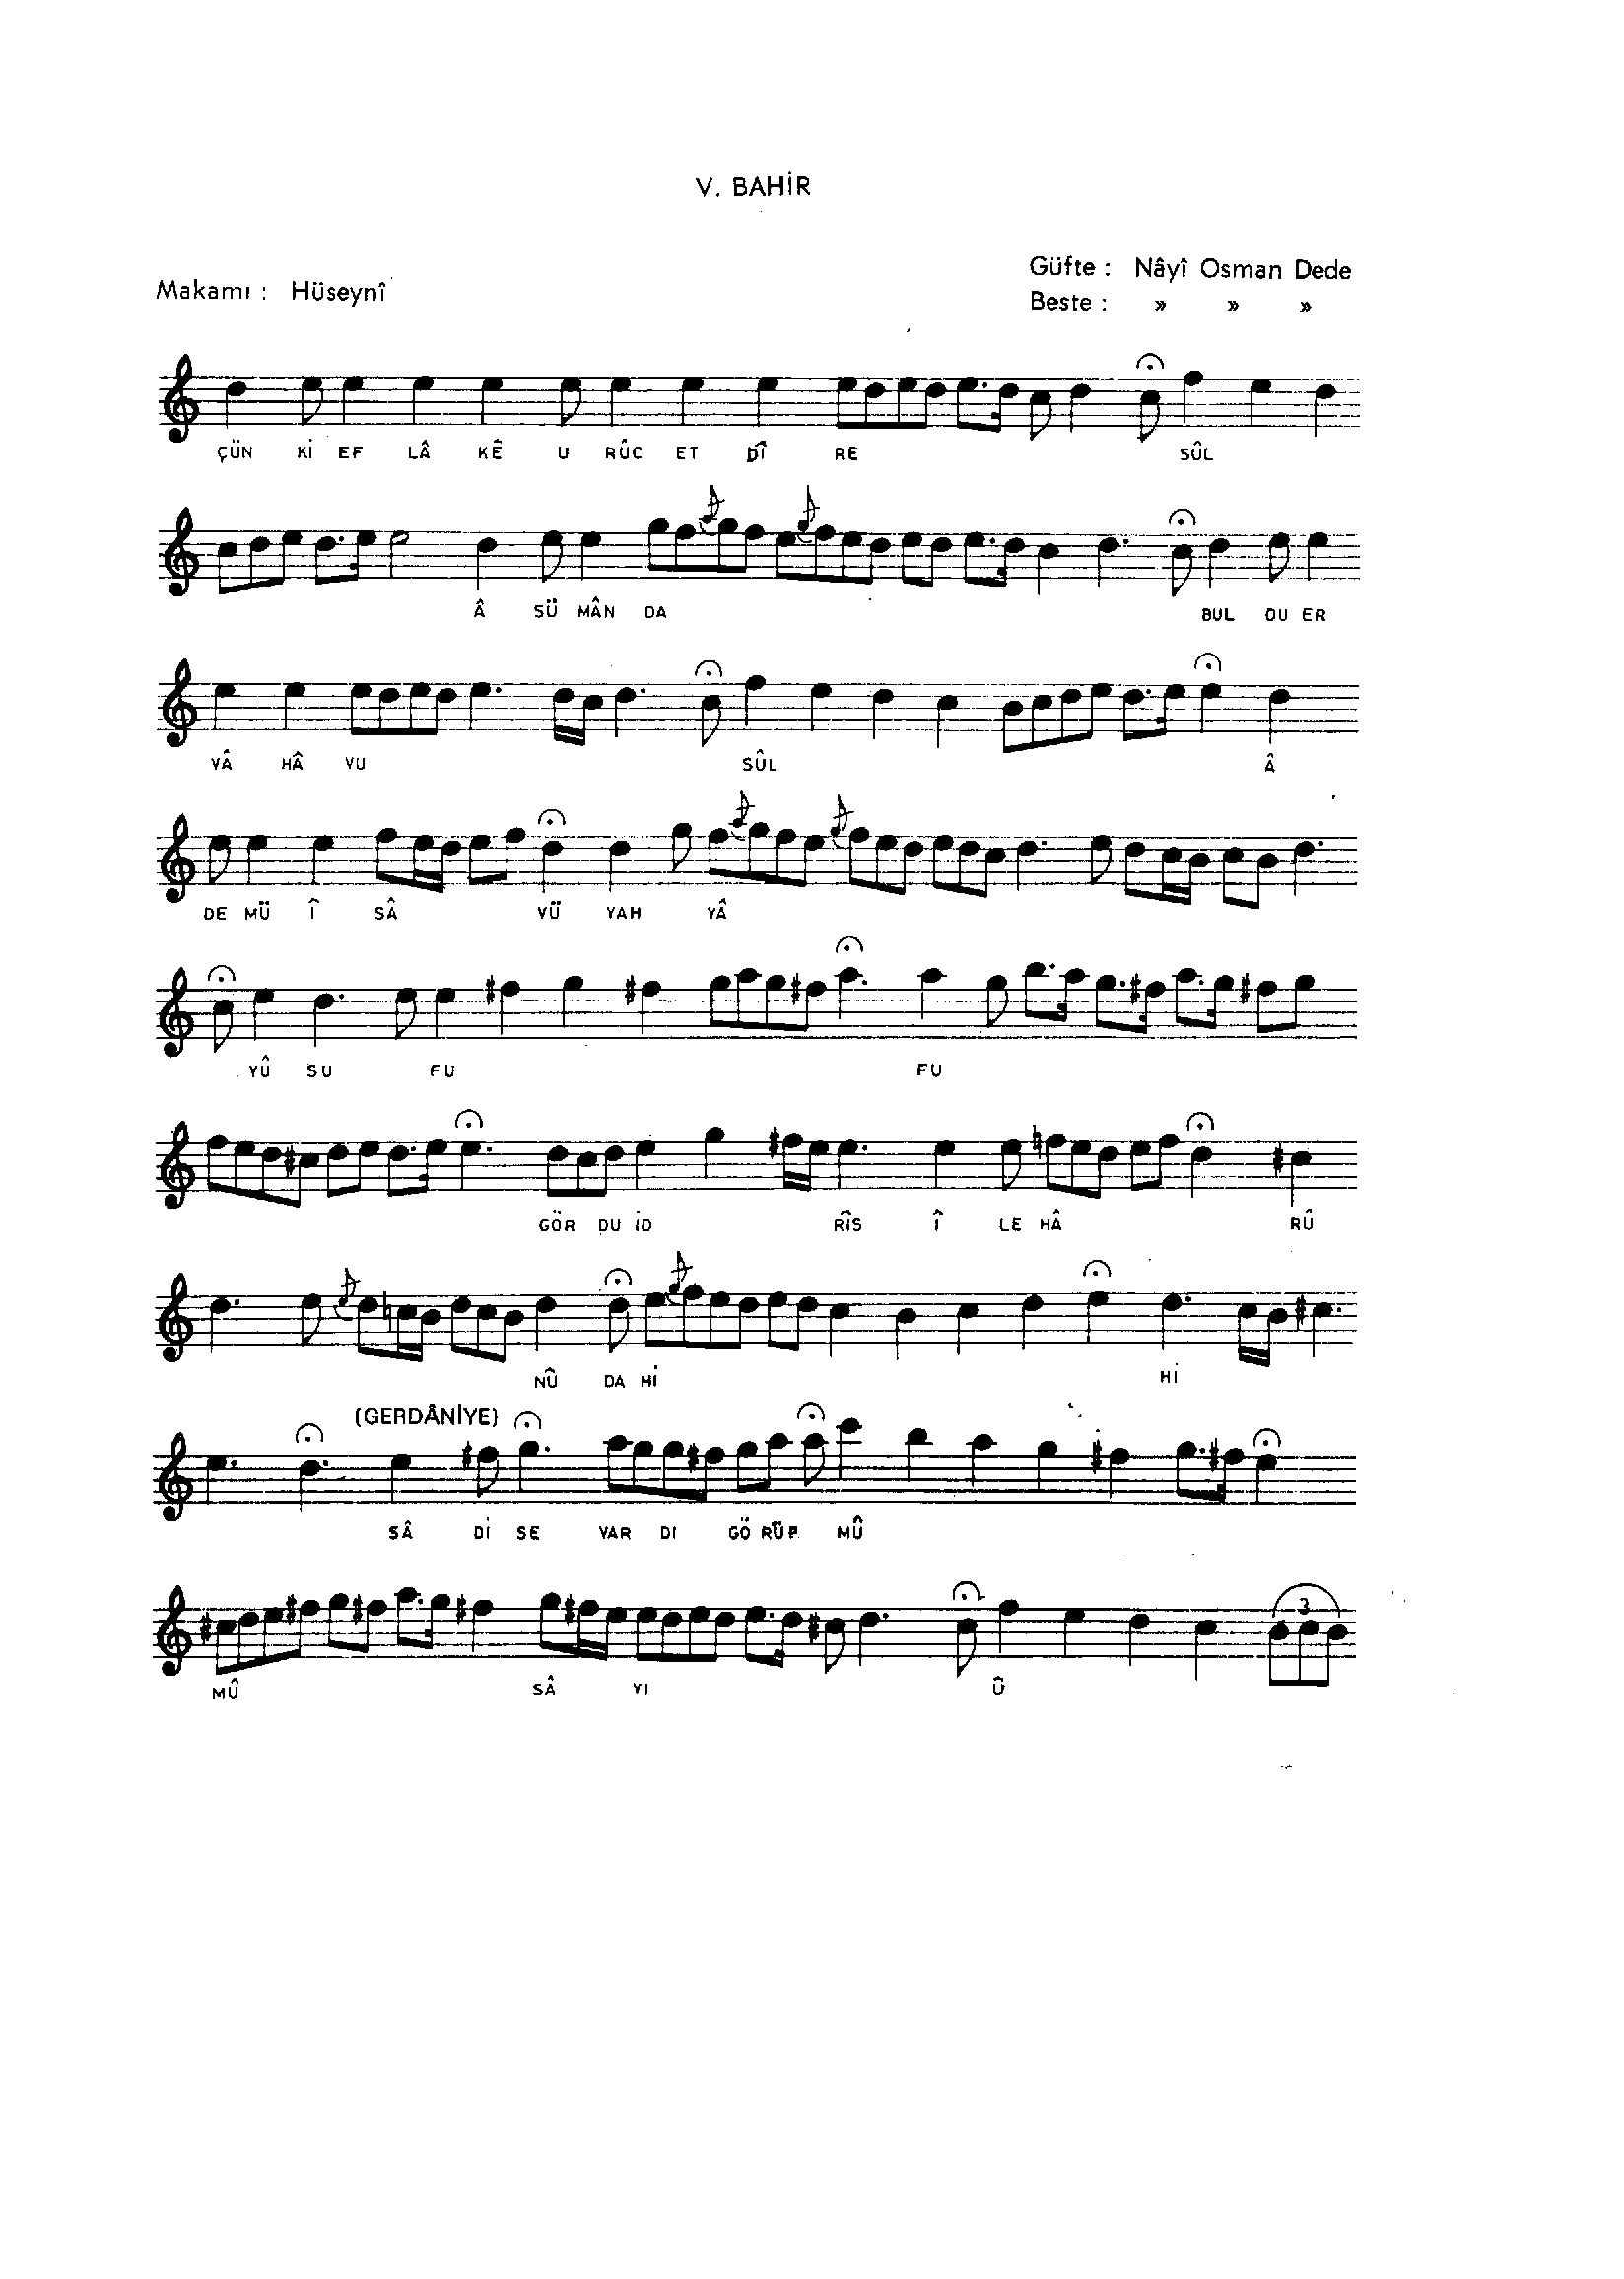 V. BAHİR
Makamı : Hüseynî
Güfte : Nâyî Osman Dede
Beste : » » »
ÇÜN Kİ EF LÂ KÊ U RÛC ET DÎ RE SÛL
Â SÜ MÂN DA BUL DU ER
VÂ HÂ VU SÛL Â
DE MÜ Î SÂ VÜ YAH YÂ
YÛ SU FU FU
GÖR DU İD RÎS Î LE HÂ RÛ
NÛ DA Hİ Hİ
(GERDÂNİYE)
SÂ Dİ SE VAR DI GÖ RÜP MÛ
MÛ SÂ YI Û
3